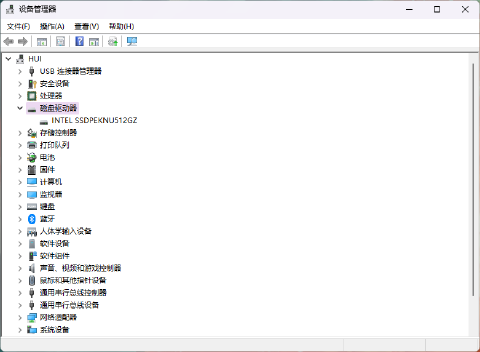 设备管理器
文件(F) 操作(A) 查看(V) 帮助(H)
HUI
USB 连接器管理器
安全设备
处理器
磁盘驱动器
INTEL SSDPEKNU512GZ
存储控制器
打印队列
电池
固件
计算机
监视器
键盘
蓝牙
人体学输入设备
软件设备
软件组件
声音、视频和游戏控制器
鼠标和其他指针设备
通用串行总线控制器
通用串行总线设备
网络适配器
系统设备